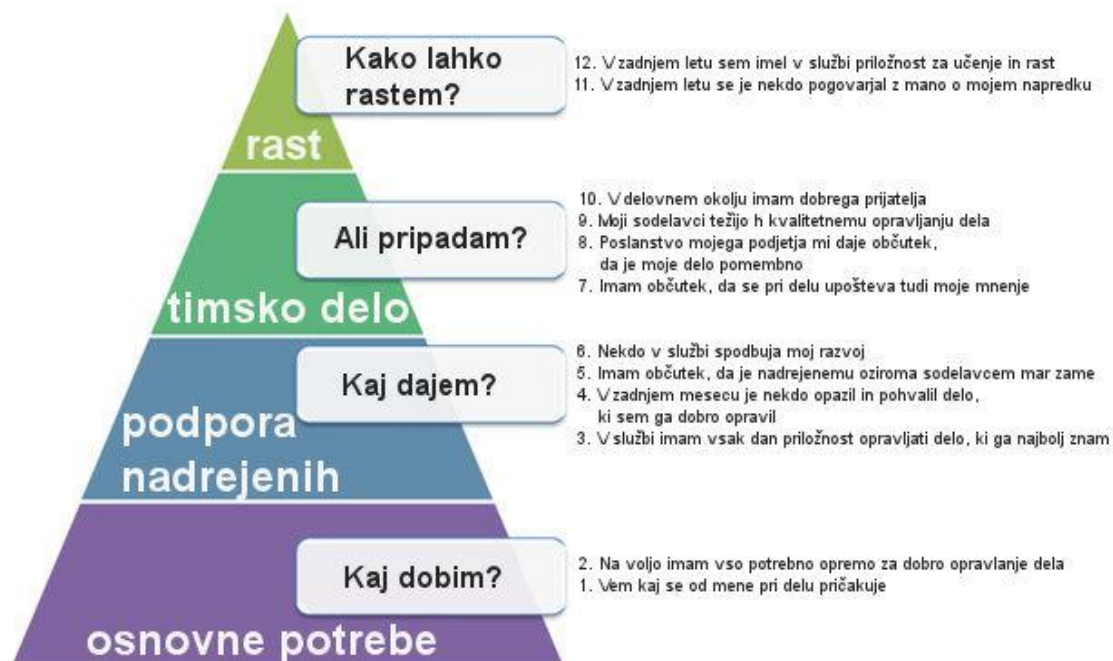 Kako lahko
rastem?
rast
12. V zadnjem letu sem imel v službi priložnost za učenje in rast
11. V zadnjem letu se je nekdo pogovarjal z mano o mojem napredku
Ali pripadam?
timsko delo
10. V delovnem okolju imam dobrega prijatelja
9. Moji sodelavci težijo h kvalitetnemu opravljanju dela
8. Poslanstvo mojega podjetja mi daje občutek,
da je moje delo pomembno
7. Imam občutek, da se pri delu upošteva tudi moje mnenje
Kaj dajem?
podpora
nadrejenih
6. Nekdo v službi spodbuja moj razvoj
5. Imam občutek, da je nadrejenemu oziroma sodelavcem mar zame
4. V zadnjem mesecu je nekdo opazil in pohvalil delo,
ki sem ga dobro opravil
3. V službi imam vsak dan priložnost opravljati delo, ki ga najbolj znam
Kaj dobim?
osnovne potrebe
2. Na voljo imam vso potrebno opremo za dobro opravlanje dela
1. Vem kaj se od mene pri delu pričakuje